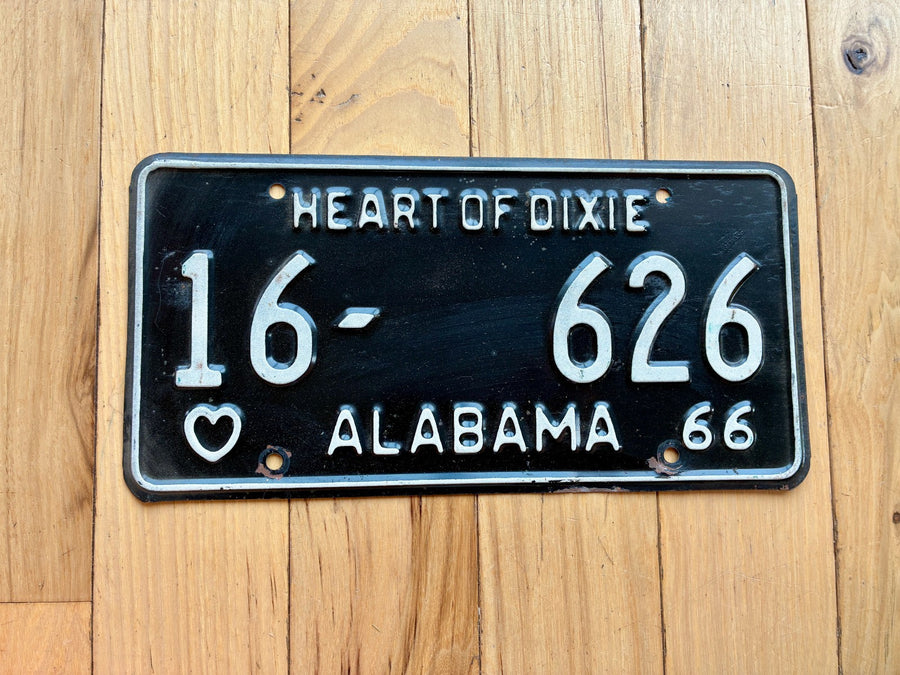 HEART OF DIXIE
16- 626
ALABAMA 66